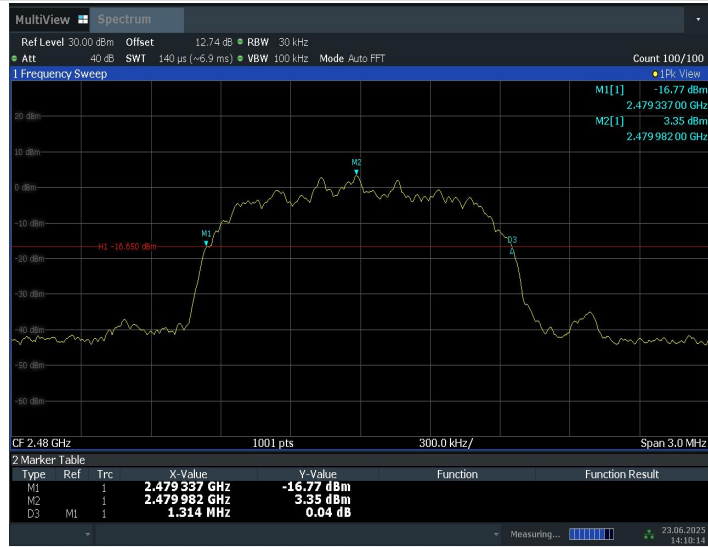 MultiView Spectrum
Ref Level 30.00 dBm Offset 12.74 dB RBW 30 kHz
Att 40 dB SWT 140 µs (~6.9 ms) VBW 100 kHz Mode Auto FFT Count 100/100
1 Frequency Sweep 1Pk View
M1[1] -16.77 dBm
2.47933700 GHz
M2[1] 3.35 dBm
2.47998200 GHz
20 dBm
10 dBm
M2
0 dBm
-10 dBm
M1
D3
H1 -16.650 dBm
-20 dBm
-30 dBm
-40 dBm
-50 dBm
-60 dBm
CF 2.48 GHz 1001 pts 300.0 kHz/ Span 3.0 MHz
2 Marker Table
Type Ref Trc X-Value Y-Value Function Function Result
M1 1 2.479 337 GHz -16.77 dBm
M2 1 2.479 982 GHz 3.35 dBm
D3 M1 1 1.314 MHz 0.04 dB
Measuring... 23.06.2025
14:10:14